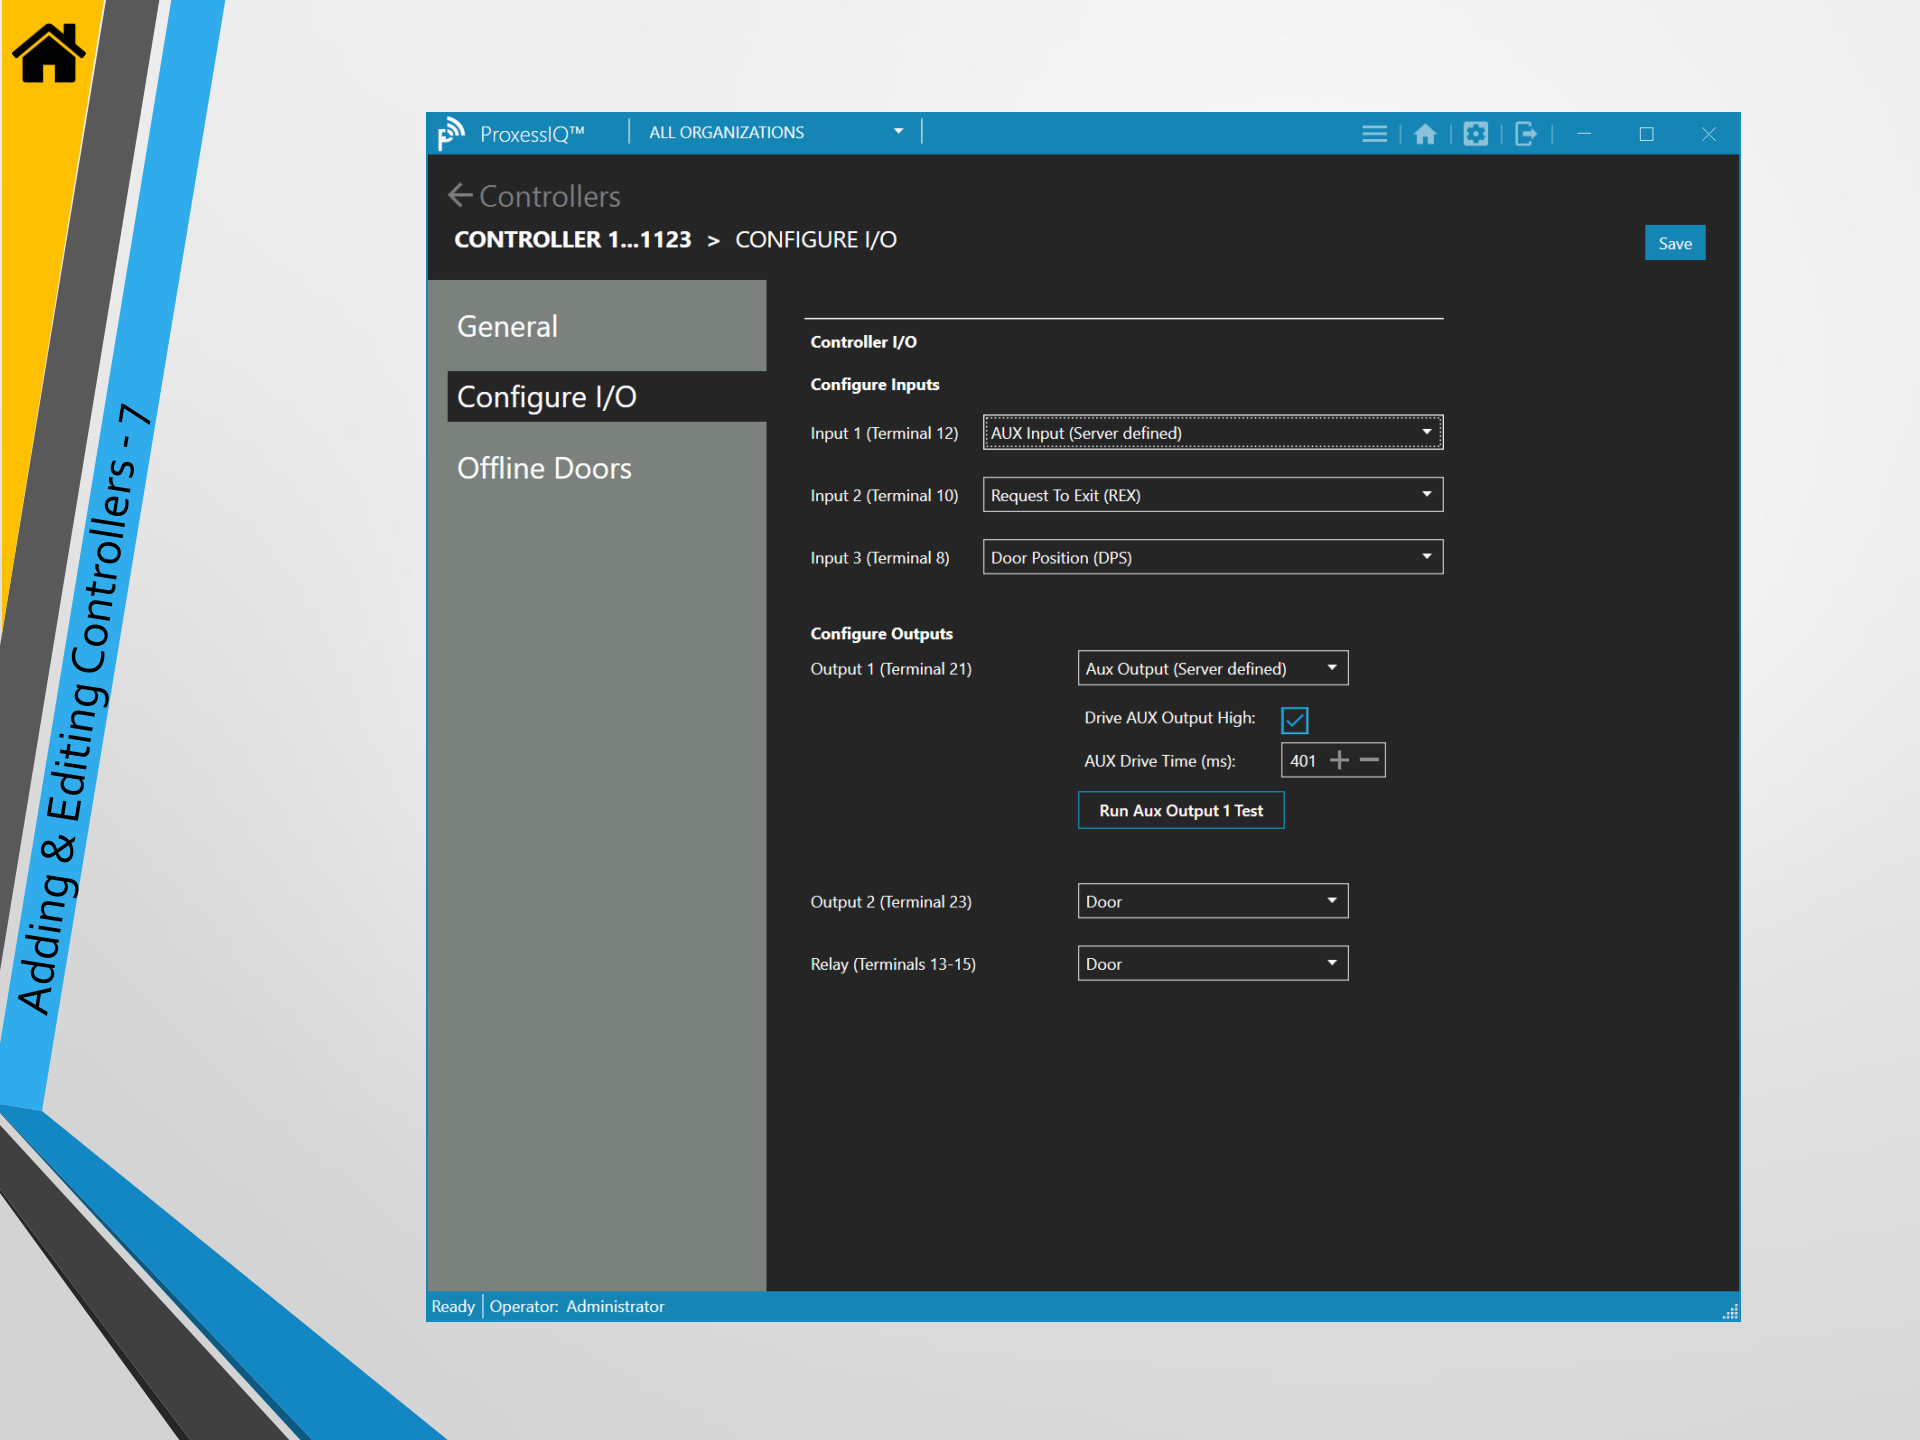 Adding & Editing Controllers - 7
ProxessIQ™ ALL ORGANIZATIONS
Controllers
CONTROLLER 1...1123 > CONFIGURE I/O
Save
General
Configure I/O
Offline Doors
Controller I/O
Configure Inputs
Input 1 (Terminal 12) AUX Input (Server defined)
Input 2 (Terminal 10) Request To Exit (REX)
Input 3 (Terminal 8) Door Position (DPS)
Configure Outputs
Output 1 (Terminal 21) Aux Output (Server defined)
Drive AUX Output High:
AUX Drive Time (ms): 401
Run Aux Output 1 Test
Output 2 (Terminal 23) Door
Relay (Terminals 13-15) Door
Ready Operator: Administrator